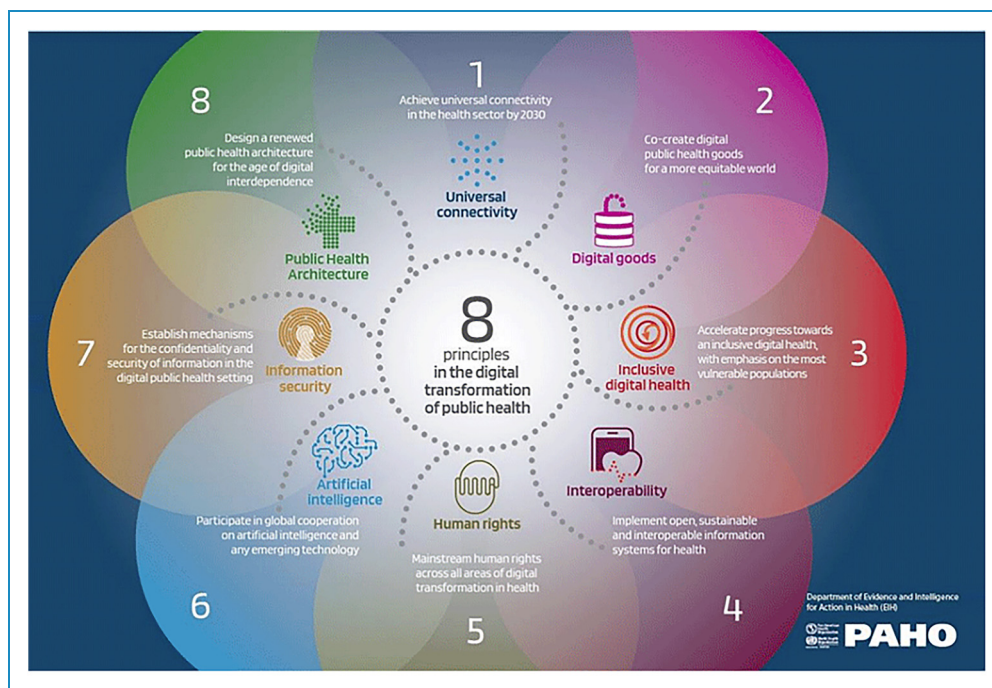 8
principles
in the digital
transformation
of public health
1
Achieve universal connectivity
in the health sector by 2030
Universal
connectivity
2
Co-create digital
public health goods
for a more equitable world
Digital goods
3
Accelerate progress towards
an inclusive digital health,
with emphasis on the most
vulnerable populations
Inclusive
digital health
Interoperability
Implement open, sustainable
and interoperable information
systems for health
4
Human rights
Mainstream human rights
across all areas of digital
transformation in health
5
Artificial
intelligence
Participate in global cooperation
on artificial intelligence and
any emerging technology
6
7
Establish mechanisms
for the confidentiality and
security of information in the
digital public health setting
Information
security
8
Design a renewed
public health architecture
for the age of digital
interdependence
Public Health
Architecture
Department of Evidence and Intelligence
for Action in Health (EIH)
PAHO